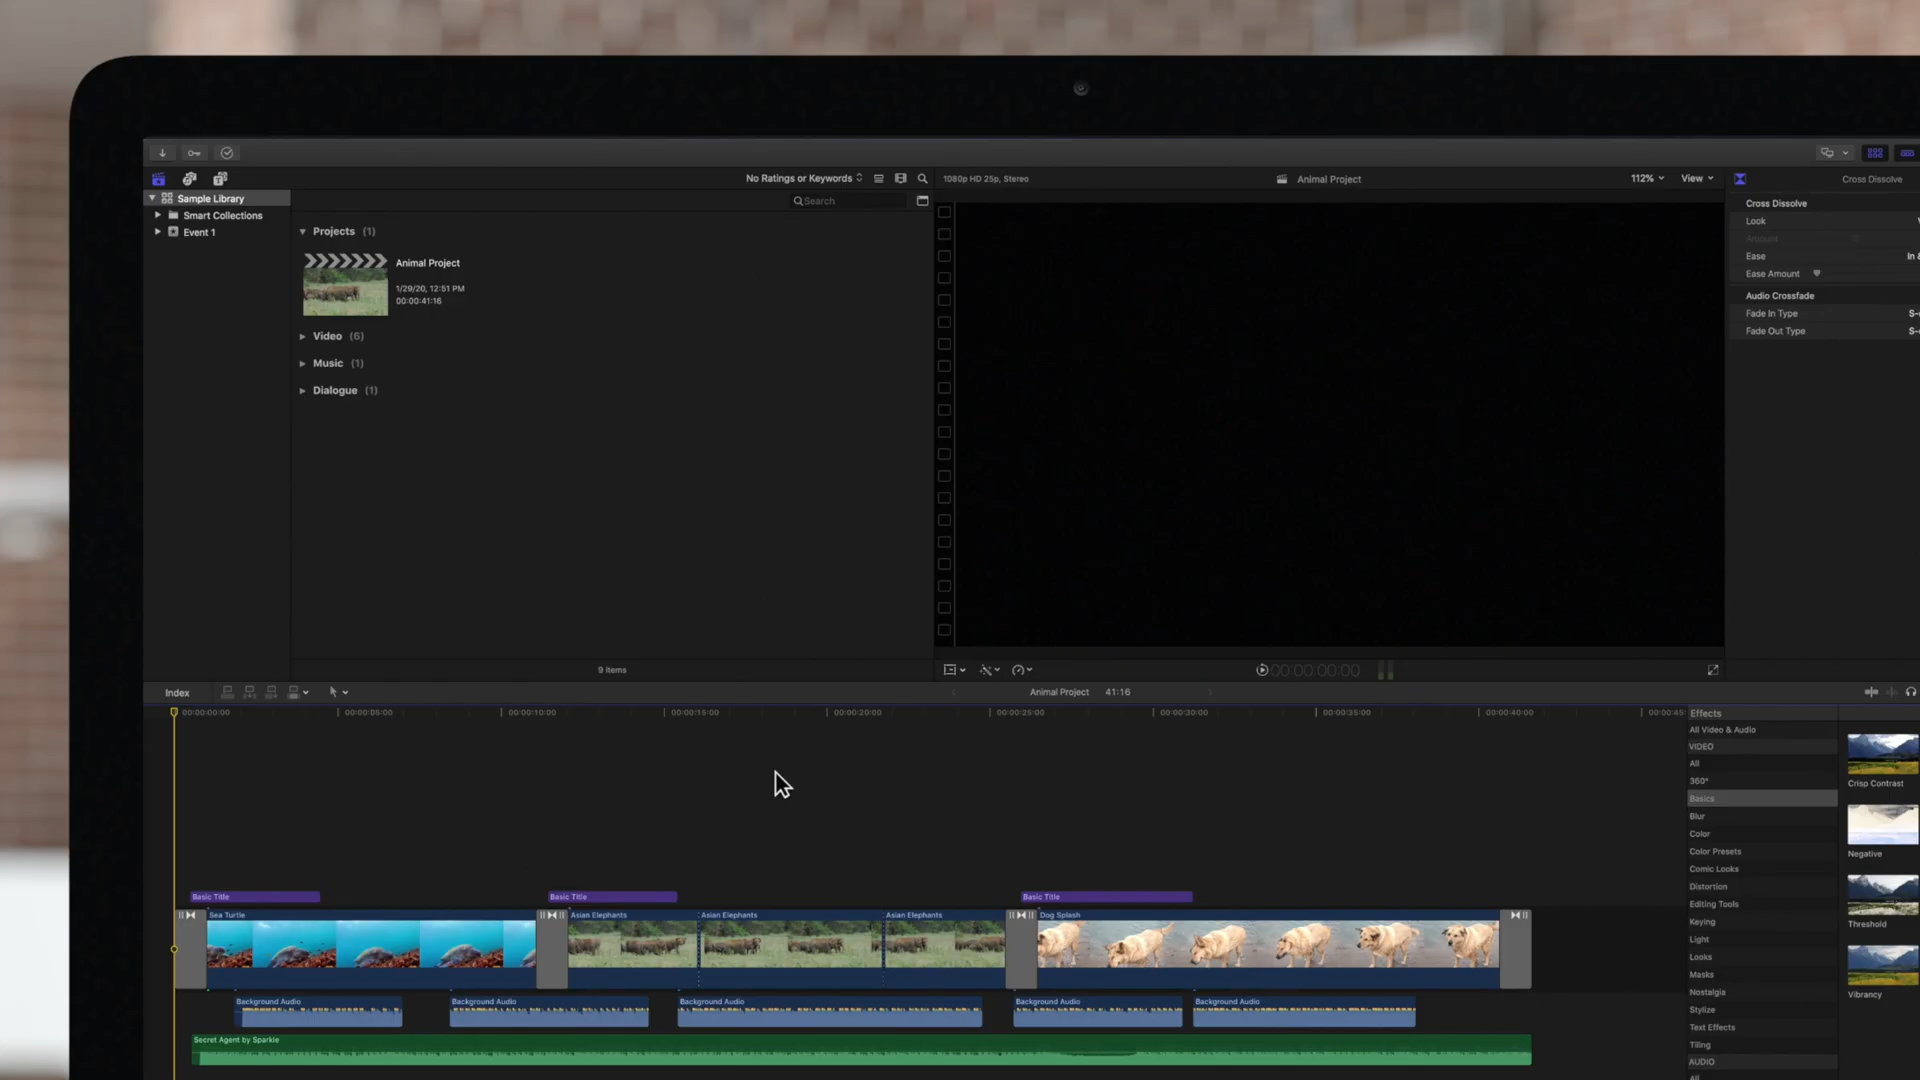 No Ratings or Keywords
1080p HD 25p, Stereo
Animal Project
112%
View
Cross Dissolve
Sample Library
Search
Cross Dissolve
Smart Collections
Look
Event 1
Projects (1)
Amount
Ease
In &
Animal Project
Ease Amount
1/29/20, 12:51 PM
00:00:41:16
Audio Crossfade
Fade In Type
S-
Fade Out Type
S-
Video (6)
Music (1)
Dialogue (1)
9 items
00:00:00:00
Index
Animal Project
41:16
00:00:00:00
00:00:05:00
00:00:10:00
00:00:15:00
00:00:20:00
00:00:25:00
00:00:30:00
00:00:35:00
00:00:40:00
00:00:45:
Effects
All Video & Audio
VIDEO
All
360°
Basics
Blur
Color
Color Presets
Comic Looks
Distortion
Editing Tools
Keying
Light
Looks
Masks
Nostalgia
Stylize
Text Effects
Tiling
AUDIO
All
Crisp Contrast
Negative
Threshold
Vibrancy
Basic Title
Basic Title
Basic Title
Sea Turtle
Asian Elephants
Asian Elephants
Asian Elephants
Dog Splash
Background Audio
Background Audio
Background Audio
Background Audio
Background Audio
Secret Agent by Sparkle